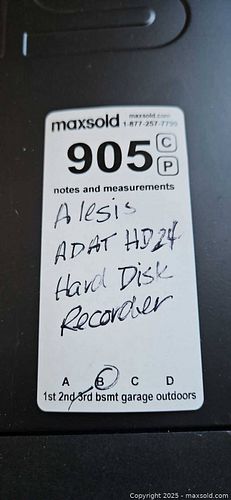 maxsold maxsold.com
1-877-257-7799
905 C
P
notes and measurements
Alesis
ADAT HD24
Hard Disk
Recorder
A B C D
1st 2nd 3rd bsmt garage outdoors
Copyright 2025 - maxsold.com